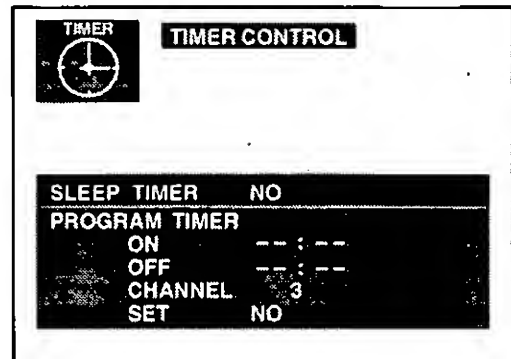 TIMER
TIMER CONTROL
SLEEP TIMER NO
PROGRAM TIMER
ON -- : --
OFF -- : --
CHANNEL 3
SET NO